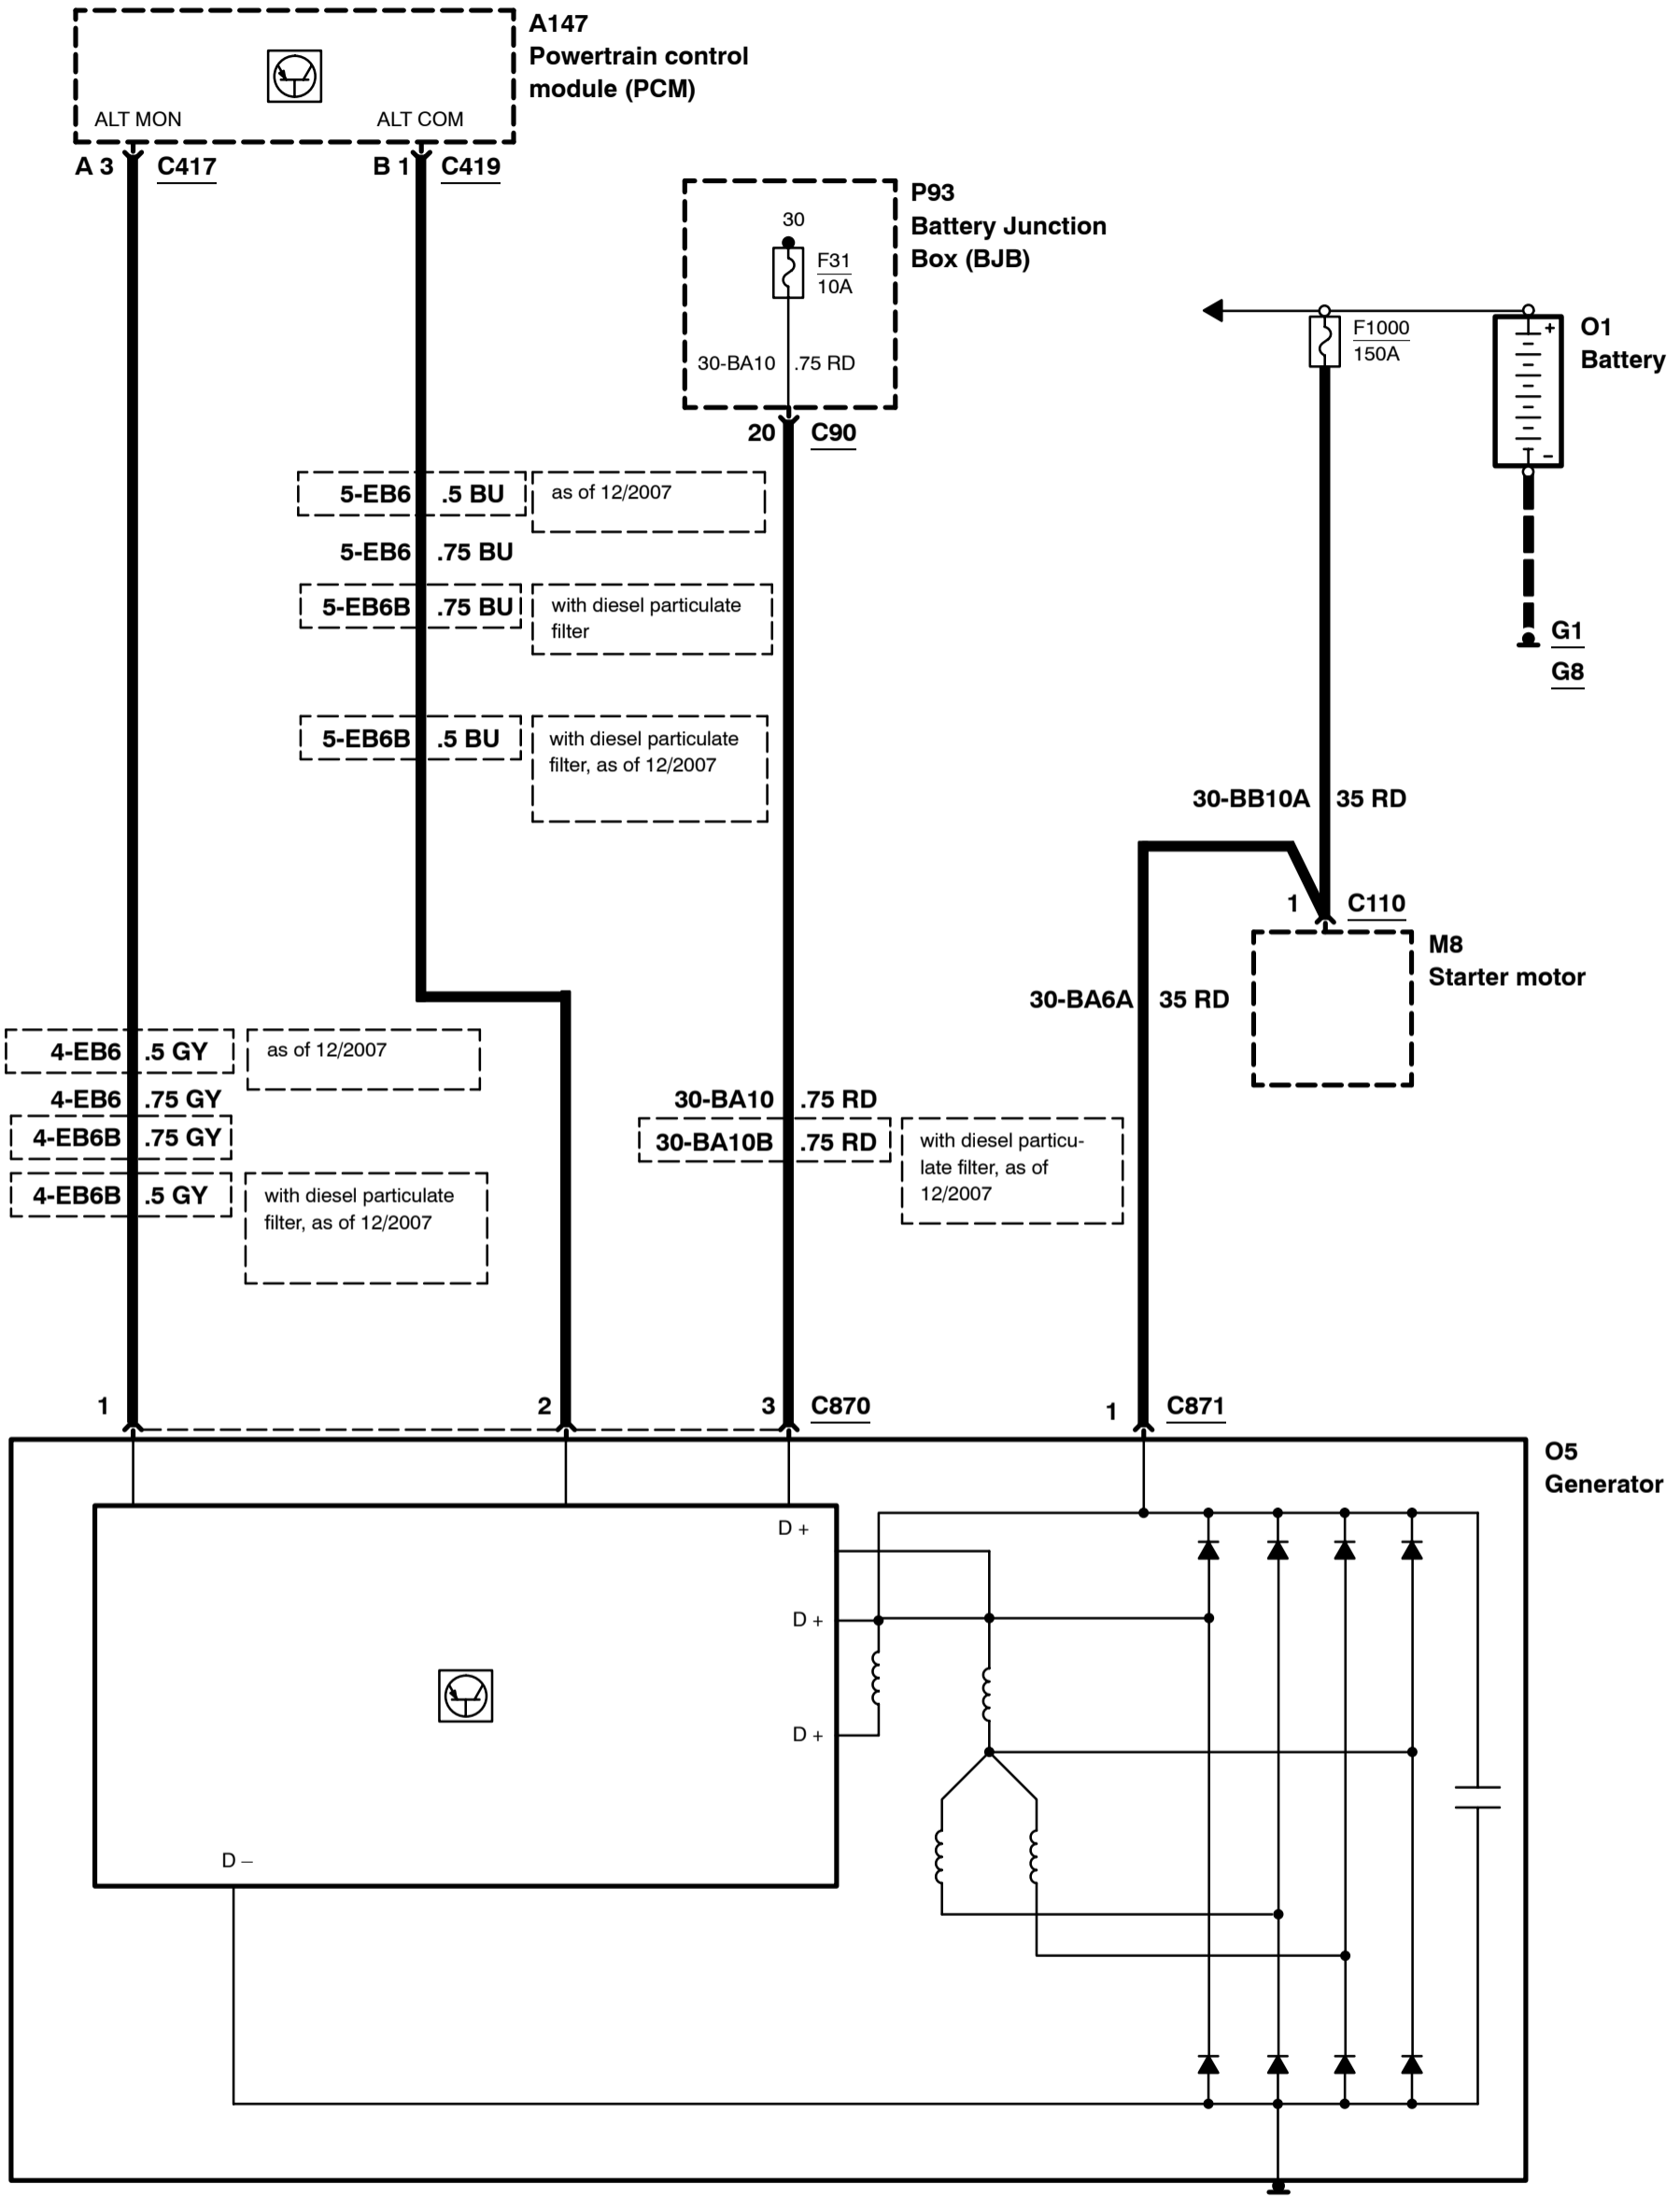 A147
Powertrain control
module (PCM)
ALT MON
ALT COM
A 3
C417
B 1
C419
P93
Battery Junction
Box (BJB)
30
F31
10A
30-BA10 .75 RD
20
C90
F1000
150A
+
−
O1
Battery
G1
G8
5-EB6 .5 BU
as of 12/2007
5-EB6 .75 BU
5-EB6B .75 BU
with diesel particulate
filter
5-EB6B .5 BU
with diesel particulate
filter, as of 12/2007
30-BB10A 35 RD
1
C110
M8
Starter motor
30-BA6A 35 RD
4-EB6 .5 GY
as of 12/2007
4-EB6 .75 GY
4-EB6B .75 GY
4-EB6B .5 GY
with diesel particulate
filter, as of 12/2007
30-BA10 .75 RD
30-BA10B .75 RD
with diesel particu-
late filter, as of
12/2007
1
2
3
C870
1
C871
O5
Generator
D +
D +
D +
D −